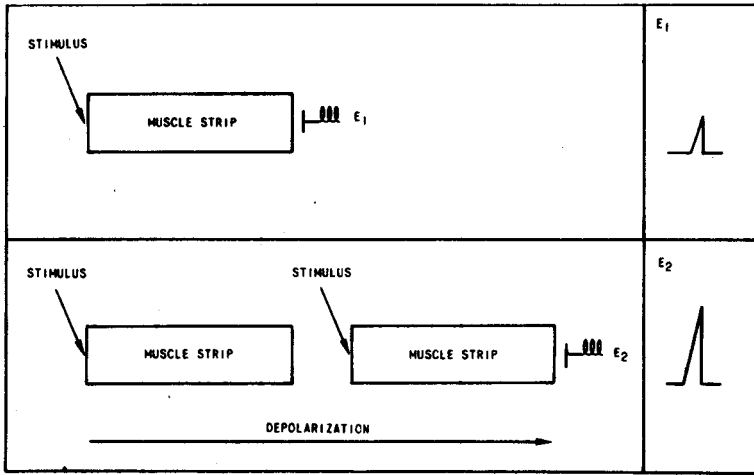 E1
STIMULUS
MUSCLE STRIP
E1
E2
STIMULUS
STIMULUS
MUSCLE STRIP
MUSCLE STRIP
E2
DEPOLARIZATION